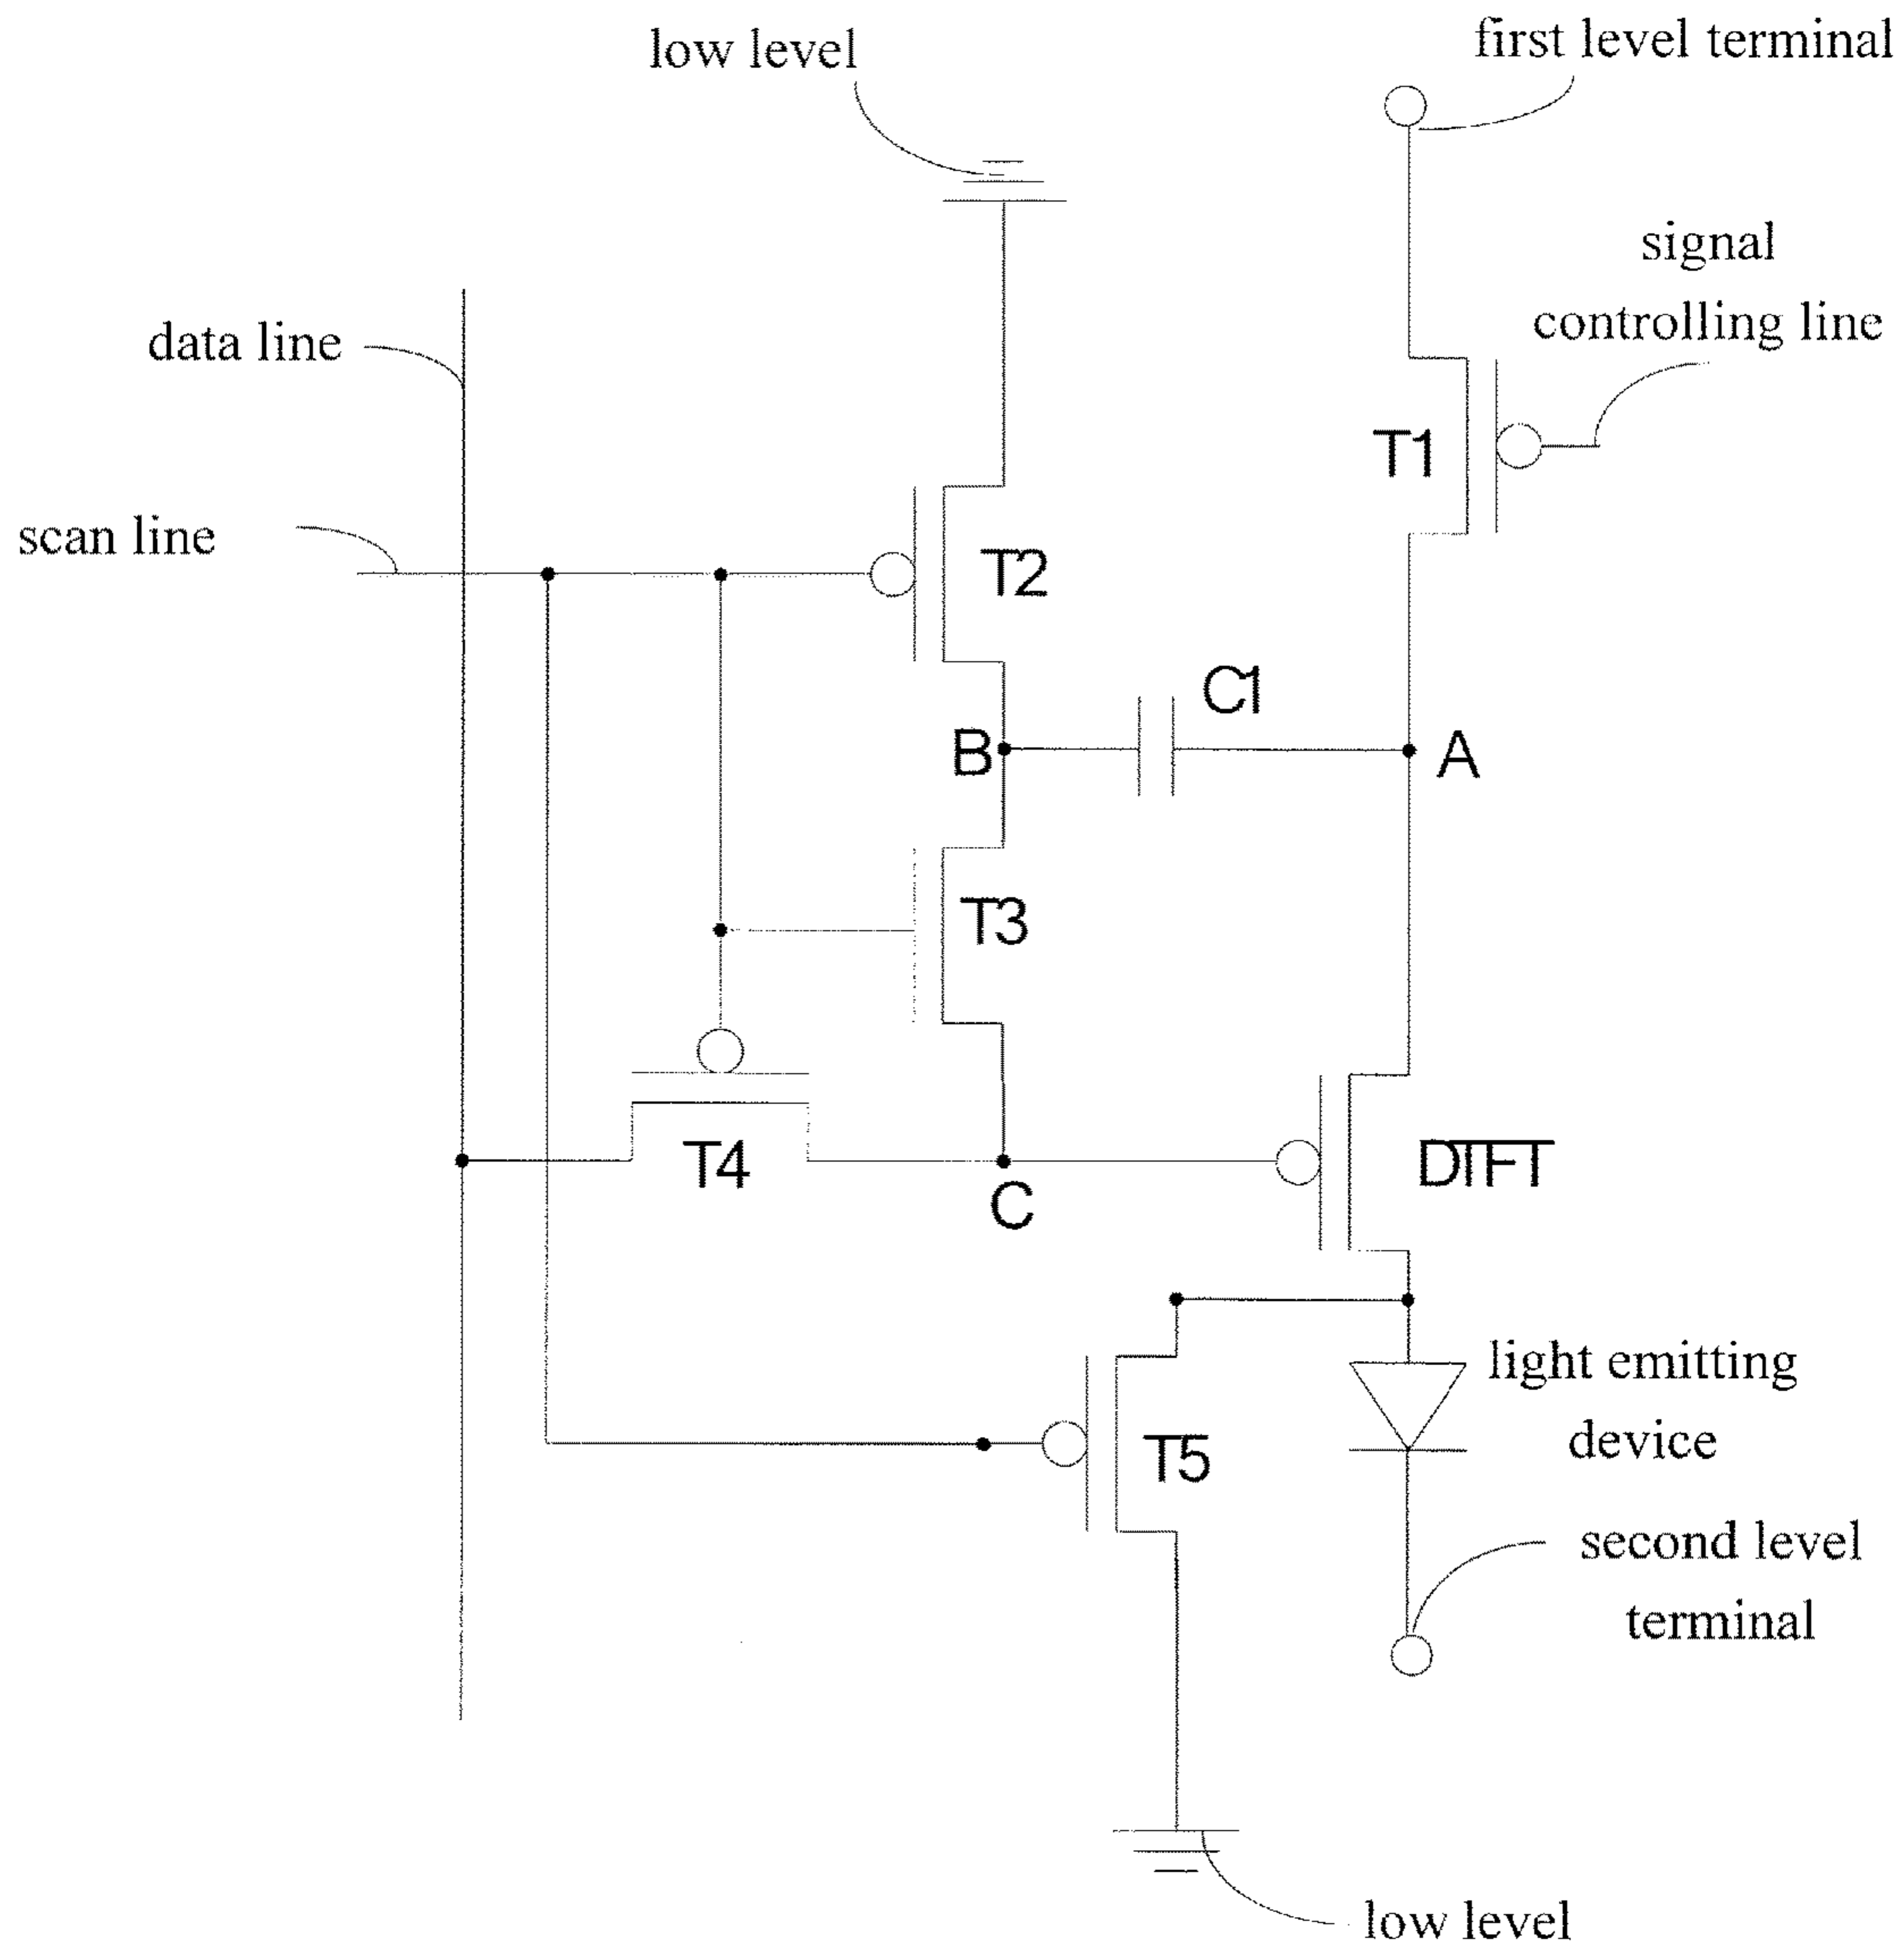 low level
first level terminal
signal
controlling line
data line
T1
scan line
T2
C1
B
A
T3
T4
C
DTFT
light emitting
device
T5
second level
terminal
low level